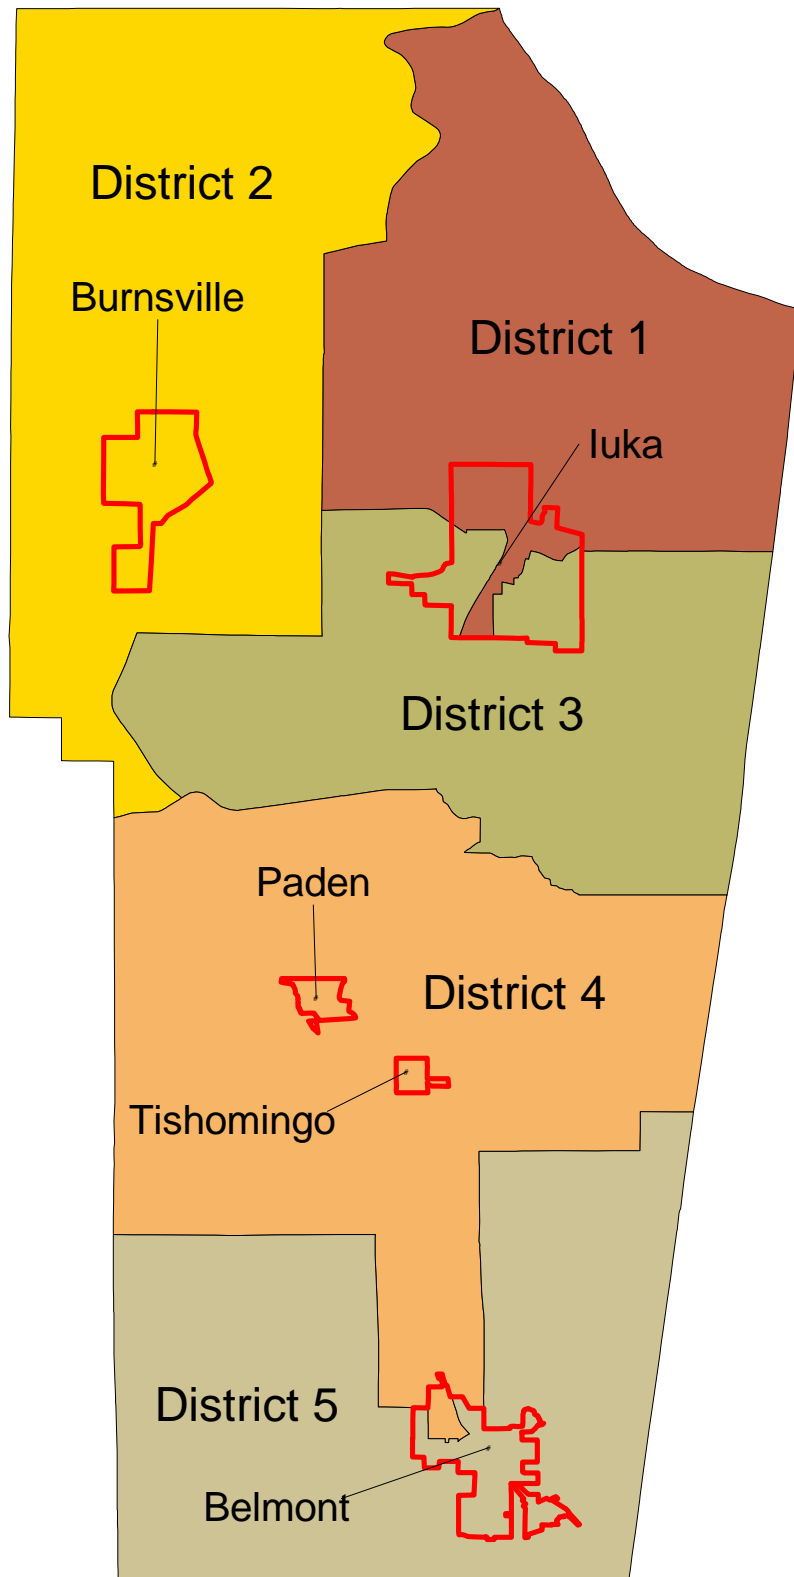 District 2
Burnsville
District 1
Iuka
District 3
Paden
District 4
Tishomingo
District 5
Belmont